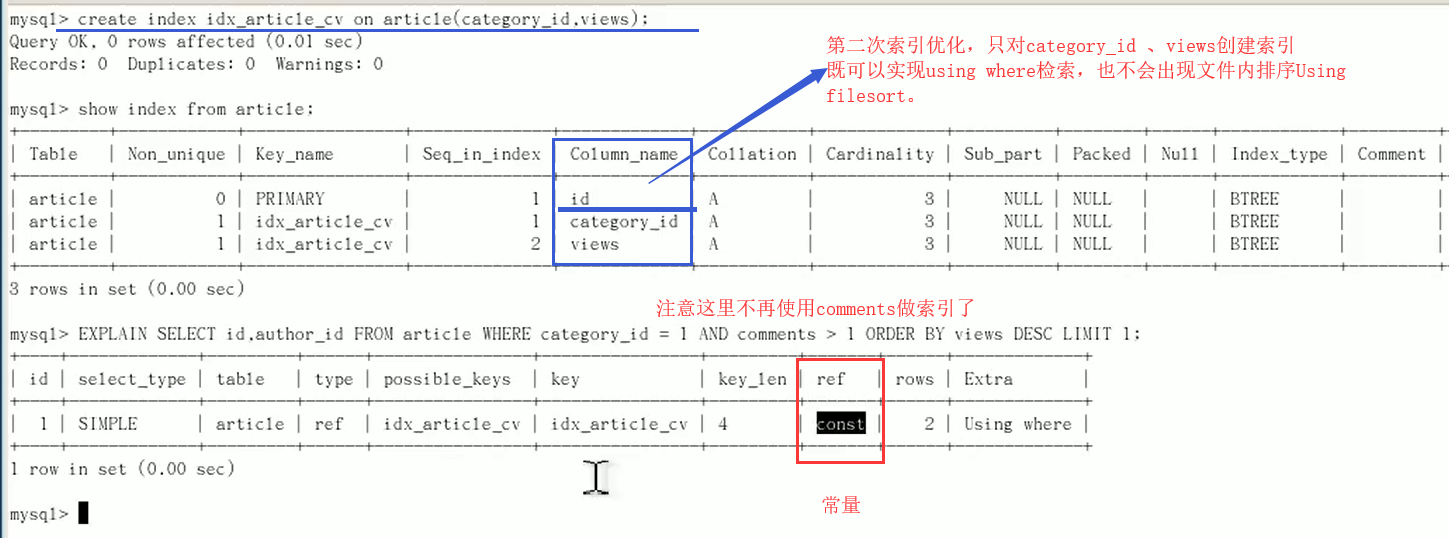 mysql> create index idx_article_cv on article(category_id,views);
Query OK, 0 rows affected (0.01 sec)
Records: 0  Duplicates: 0  Warnings: 0
第二次索引优化，只对category_id 、views创建索引
既可以实现using where检索，也不会出现文件内排序Using
filesort。
mysql> show index from article;
| Table | Non_unique | Key_name | Seq_in_index | Column_name | Collation | Cardinality | Sub_part | Packed | Null | Index_type | Comment |
| article | 0 | PRIMARY | 1 | id | A | 3 | NULL | NULL | | BTREE | |
| article | 1 | idx_article_cv | 1 | category_id | A | 3 | NULL | NULL | | BTREE | |
| article | 1 | idx_article_cv | 2 | views | A | 3 | NULL | NULL | | BTREE | |
3 rows in set (0.00 sec)
注意这里不再使用comments做索引了
mysql> EXPLAIN SELECT id,author_id FROM article WHERE category_id = 1 AND comments > 1 ORDER BY views DESC LIMIT 1;
| id | select_type | table | type | possible_keys | key | key_len | ref | rows | Extra |
| 1 | SIMPLE | article | ref | idx_article_cv | idx_article_cv | 4 | const | 2 | Using where |
1 row in set (0.00 sec)
常量
mysql>